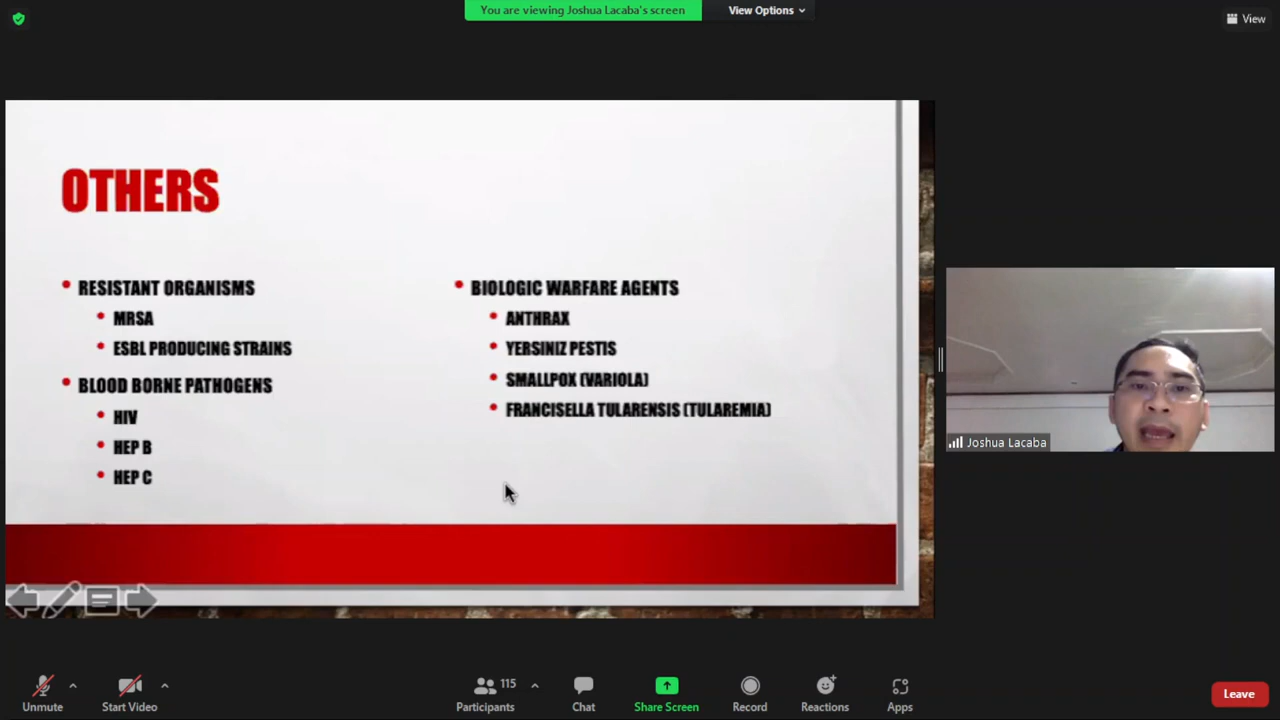 You are viewing Joshua Lacaba's screen
View Options
View
OTHERS
RESISTANT ORGANISMS
MRSA
ESBL PRODUCING STRAINS
BLOOD BORNE PATHOGENS
HIV
HEP B
HEP C
BIOLOGIC WARFARE AGENTS
ANTHRAX
YERSINIZ PESTIS
SMALLPOX (VARIOLA)
FRANCISELLA TULARENSIS (TULAREMIA)
Joshua Lacaba
Unmute
Start Video
115
Participants
Chat
Share Screen
Record
Reactions
Apps
Leave